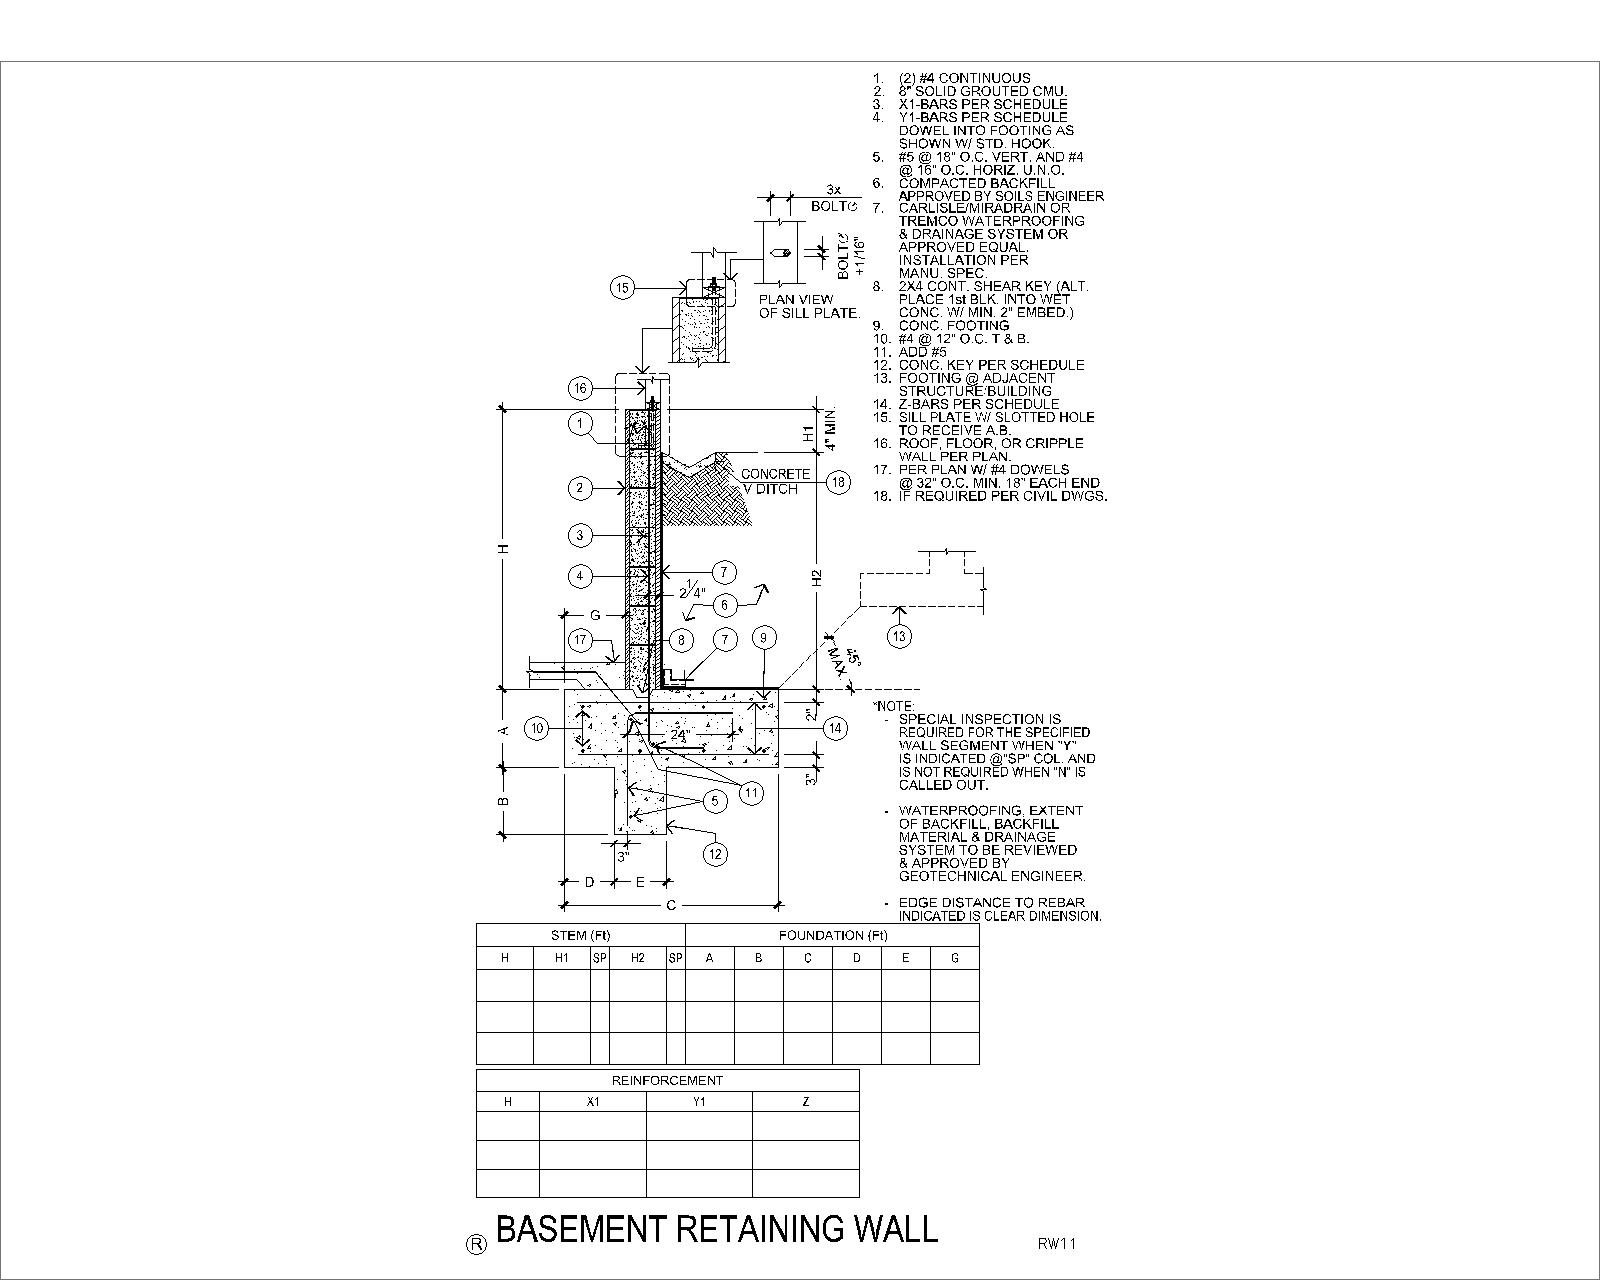 1. (2) #4 CONTINUOUS
2. 8" SOLID GROUTED CMU.
3. X1-BARS PER SCHEDULE
4. Y1-BARS PER SCHEDULE
DOWEL INTO FOOTING AS
SHOWN W/ STD. HOOK.
5. #5 @ 18" O.C. VERT. AND #4
@ 16" O.C. HORIZ. U.N.O.
6. COMPACTED BACKFILL
APPROVED BY SOILS ENGINEER
7. CARLISLE/MIRADRAIN OR
TREMCO WATERPROOFING
& DRAINAGE SYSTEM OR
APPROVED EQUAL.
INSTALLATION PER
MANU. SPEC.
8. 2X4 CONT. SHEAR KEY (ALT.
PLACE 1st BLK. INTO WET
CONC. W/ MIN. 2" EMBED.)
9. CONC. FOOTING
10. #4 @ 12" O.C. T & B.
11. ADD #5
12. CONC. KEY PER SCHEDULE
13. FOOTING @ ADJACENT
STRUCTURE/BUILDING
14. Z-BARS PER SCHEDULE
15. SILL PLATE W/ SLOTTED HOLE
TO RECEIVE A.B.
16. ROOF, FLOOR, OR CRIPPLE
WALL PER PLAN.
17. PER PLAN W/ #4 DOWELS
@ 32" O.C. MIN. 18" EACH END
18. IF REQUIRED PER CIVIL DWGS.
3x
BOLT∅
BOLT∅
+1/16"
PLAN VIEW
OF SILL PLATE.
15
16
1
H1
4" MIN.
CONCRETE
V DITCH
18
2
3
H
4
7
H2
2 1/4"
6
G
17
8
7
9
13
45°
MAX
10
A
24"
2"
14
3"
11
B
5
12
3"
D
E
C
*NOTE:
- SPECIAL INSPECTION IS
REQUIRED FOR THE SPECIFIED
WALL SEGMENT WHEN "Y"
IS INDICATED @"SP" COL. AND
IS NOT REQUIRED WHEN "N" IS
CALLED OUT.
- WATERPROOFING, EXTENT
OF BACKFILL, BACKFILL
MATERIAL & DRAINAGE
SYSTEM TO BE REVIEWED
& APPROVED BY
GEOTECHNICAL ENGINEER.
- EDGE DISTANCE TO REBAR
INDICATED IS CLEAR DIMENSION.
STEM (Ft) FOUNDATION (Ft)
H H1 SP H2 SP A B C D E G
REINFORCEMENT
H X1 Y1 Z
R BASEMENT RETAINING WALL
RW11